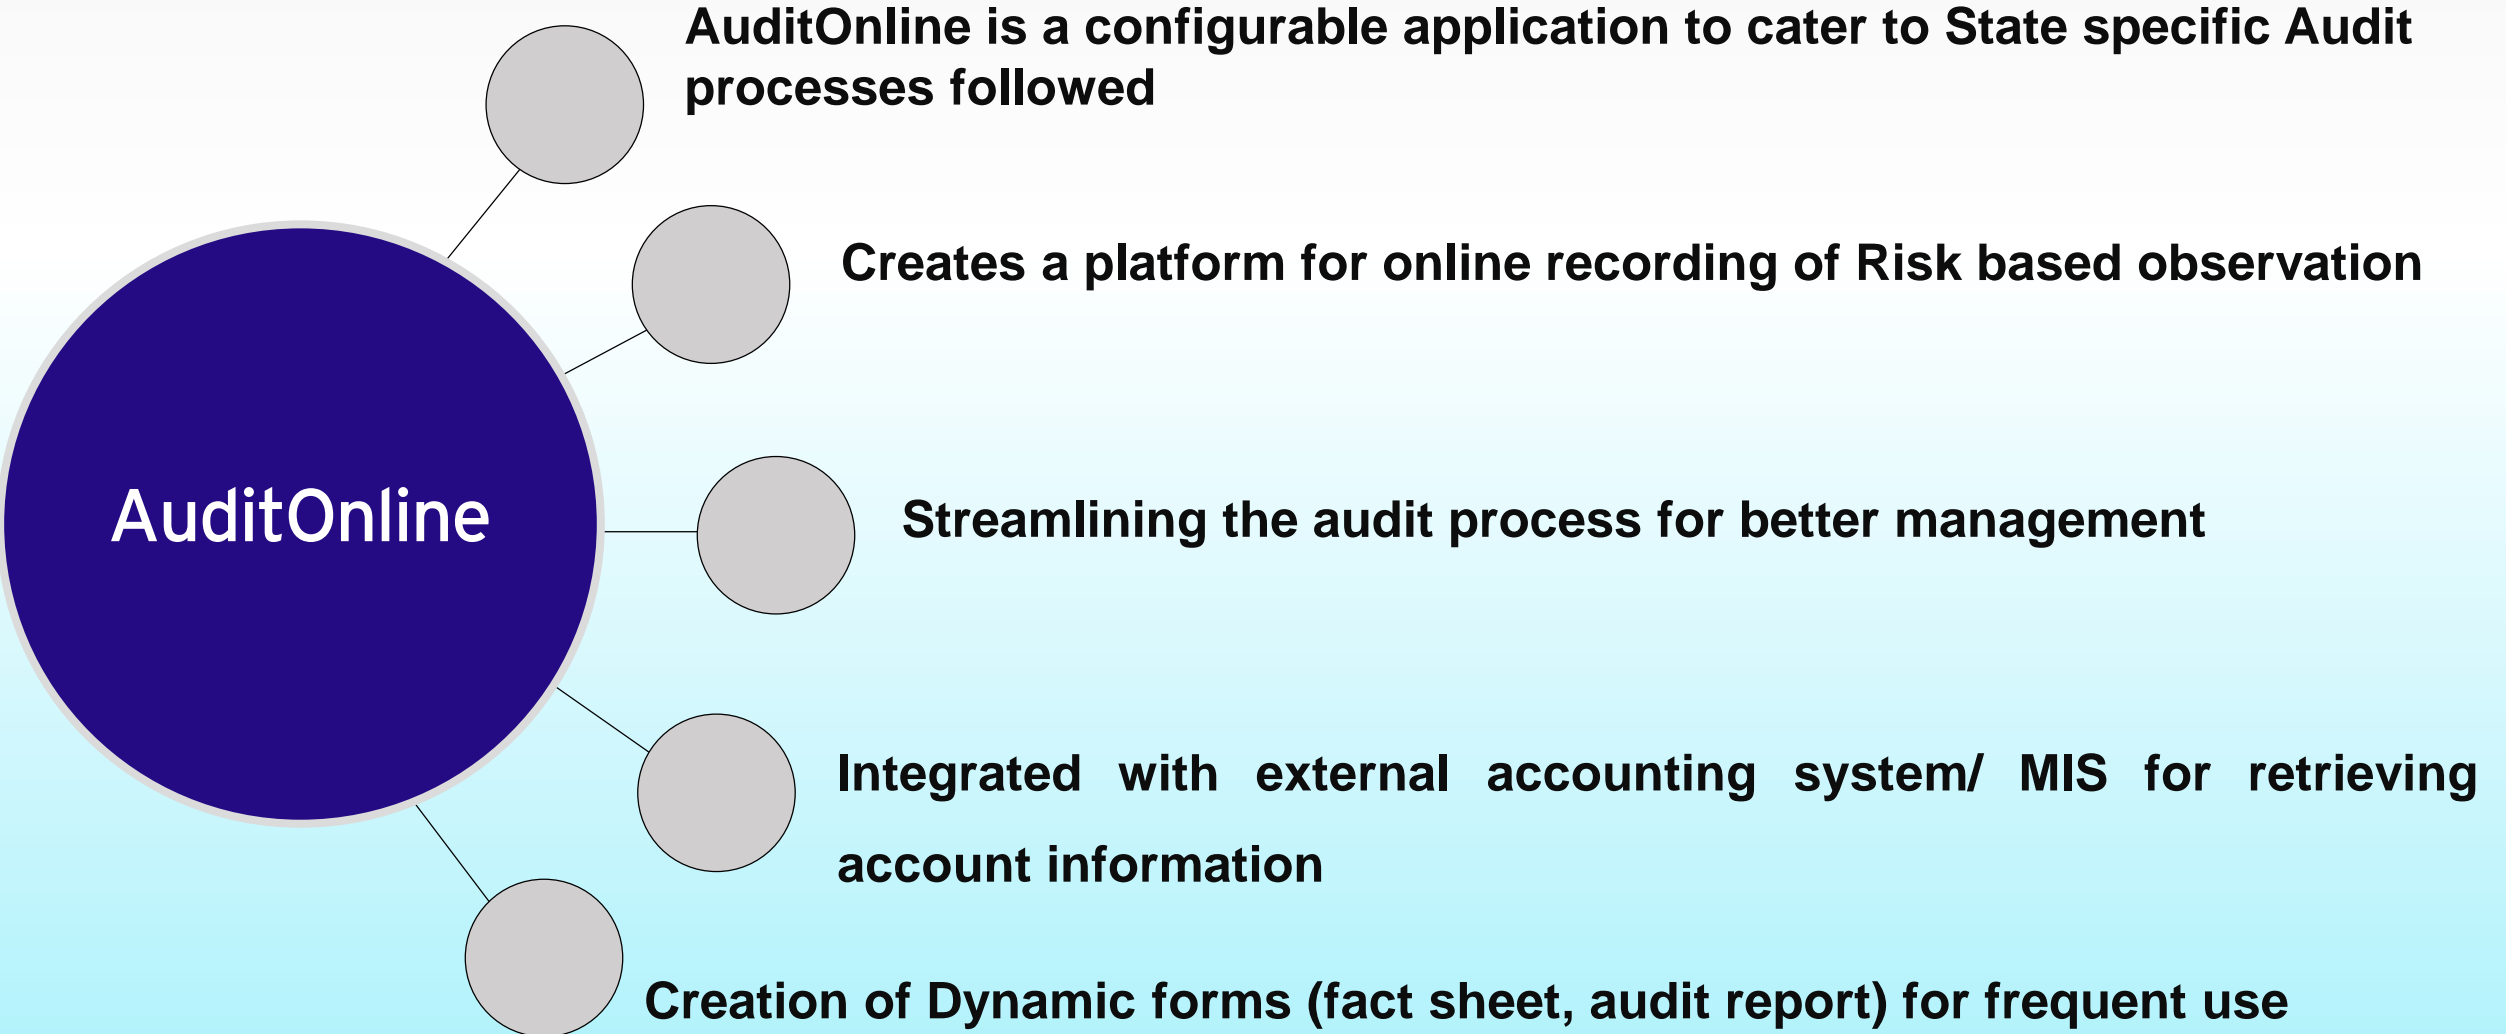 AuditOnline is a configurable application to cater to State specific Audit
processes followed
Creates a platform for online recording of Risk based observation
AuditOnline
Streamlining the audit process for better management
Integrated with external accounting system/ MIS for retrieving
account information
Creation of Dynamic forms (fact sheet, audit report) for frequent use